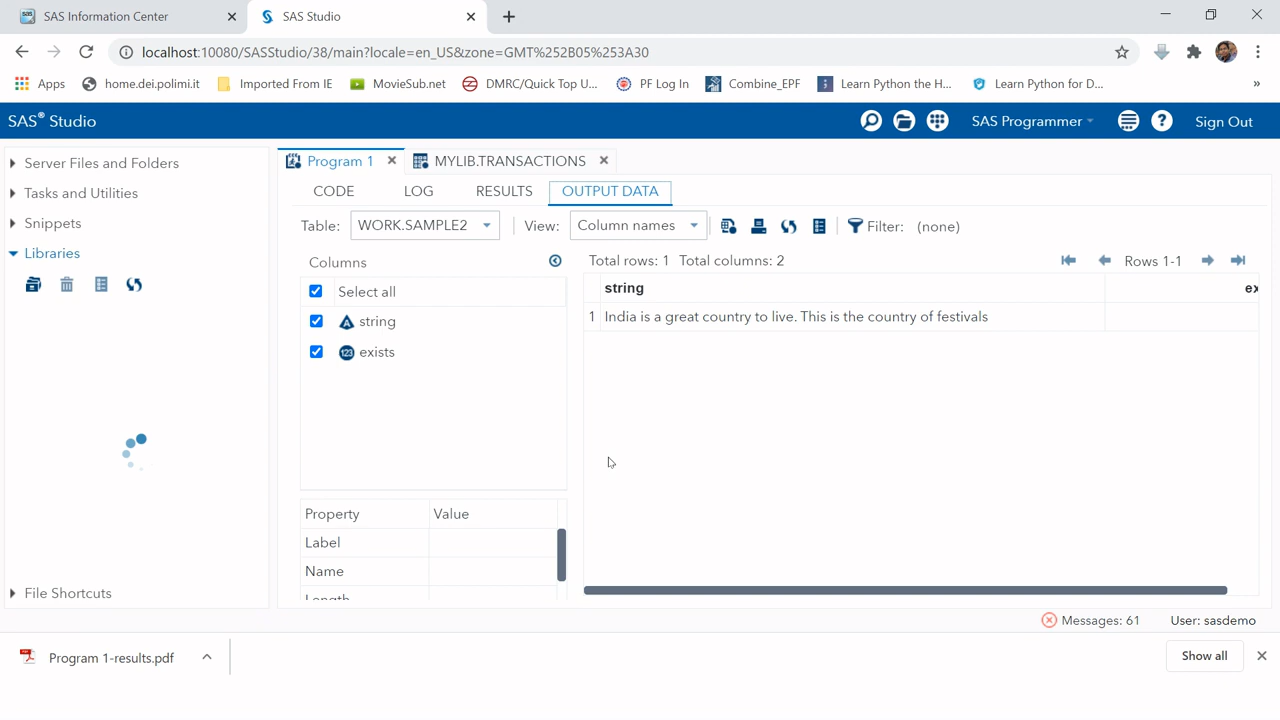 SAS Information Center
SAS Studio
localhost:10080/SASStudio/38/main?locale=en_US&zone=GMT%252B05%253A30
Apps home.dei.polimi.it Imported From IE MovieSub.net DMRC/Quick Top U... PF Log In Combine_EPF Learn Python the H... Learn Python for D... »
SAS® Studio SAS Programmer Sign Out
Server Files and Folders
Tasks and Utilities
Snippets
Libraries
File Shortcuts
Program 1 MYLIB.TRANSACTIONS
CODE LOG RESULTS OUTPUT DATA
Table: WORK.SAMPLE2 View: Column names Filter: (none)
Columns
Select all
string
exists
Property Value
Label
Name
Length
Total rows: 1 Total columns: 2 Rows 1-1
string ex
1 India is a great country to live. This is the country of festivals
Messages: 61 User: sasdemo
Program 1-results.pdf Show all